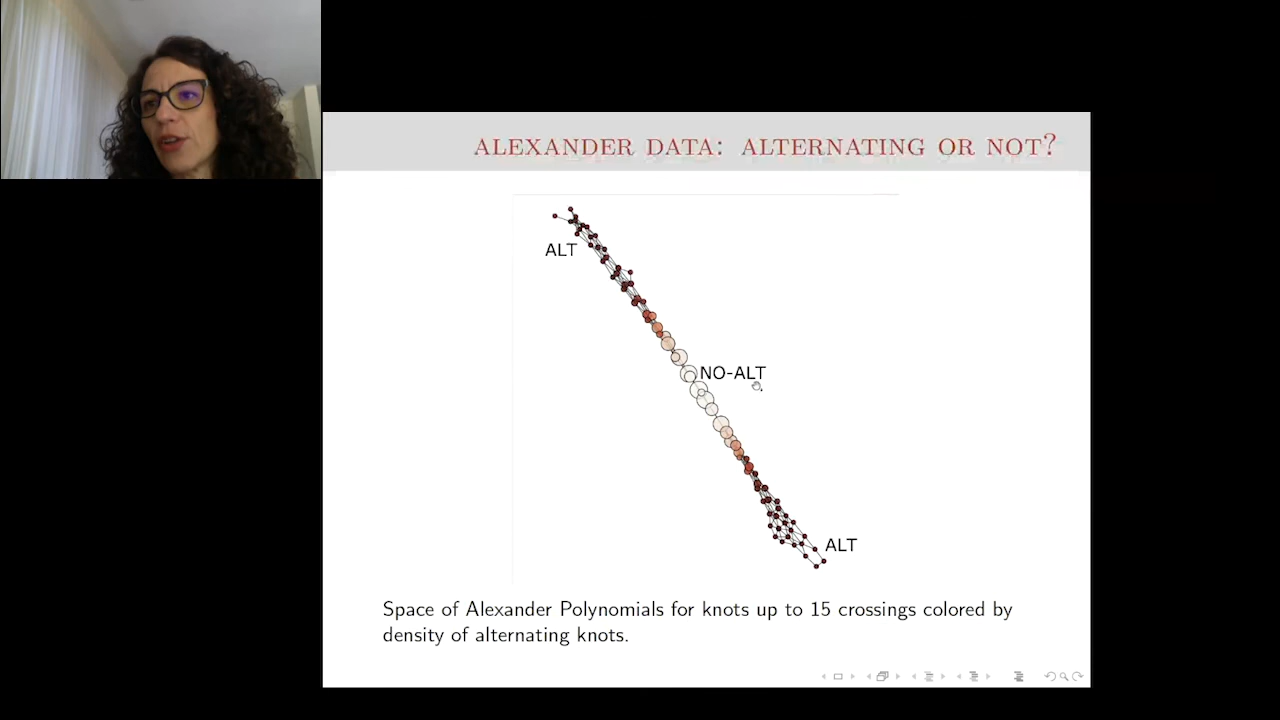 ALEXANDER DATA: ALTERNATING OR NOT?
ALT
NO-ALT
ALT
Space of Alexander Polynomials for knots up to 15 crossings colored by
density of alternating knots.